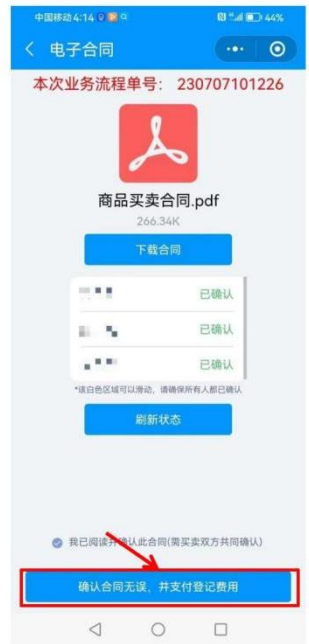 中国移动 4:14
44%
电子合同
本次业务流程单号： 230707101226
商品买卖合同.pdf
266.34K
下载合同
已确认
已确认
已确认
*该白色区域可以滑动，请确保所有人都已确认
刷新状态
我已阅读并确认此合同(需买卖双方共同确认)
确认合同无误，并支付登记费用